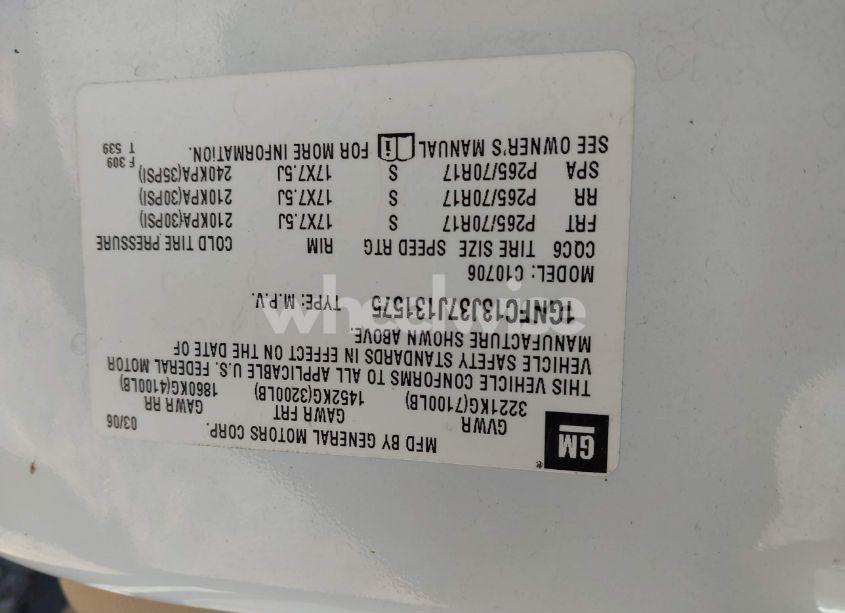 GM
MFD BY GENERAL MOTORS CORP.
03/06
GVWR GAWR FRT GAWR RR
3221KG(7100LB) 1452KG(3200LB) 1860KG(4100LB)
THIS VEHICLE CONFORMS TO ALL APPLICABLE U.S. FEDERAL MOTOR
VEHICLE SAFETY STANDARDS IN EFFECT ON THE DATE OF
MANUFACTURE SHOWN ABOVE.
1GNFC13J37J131575 TYPE: M.P.V.
MODEL: C10706
CQC6 TIRE SIZE SPEED RTG RIM COLD TIRE PRESSURE
FRT P265/70R17 S 17X7.5J 210KPA(30PSI)
RR P265/70R17 S 17X7.5J 210KPA(30PSI)
SPA P265/70R17 S 17X7.5J 240KPA(35PSI)
SEE OWNER'S MANUAL i FOR MORE INFORMATION.
F 309
T 539